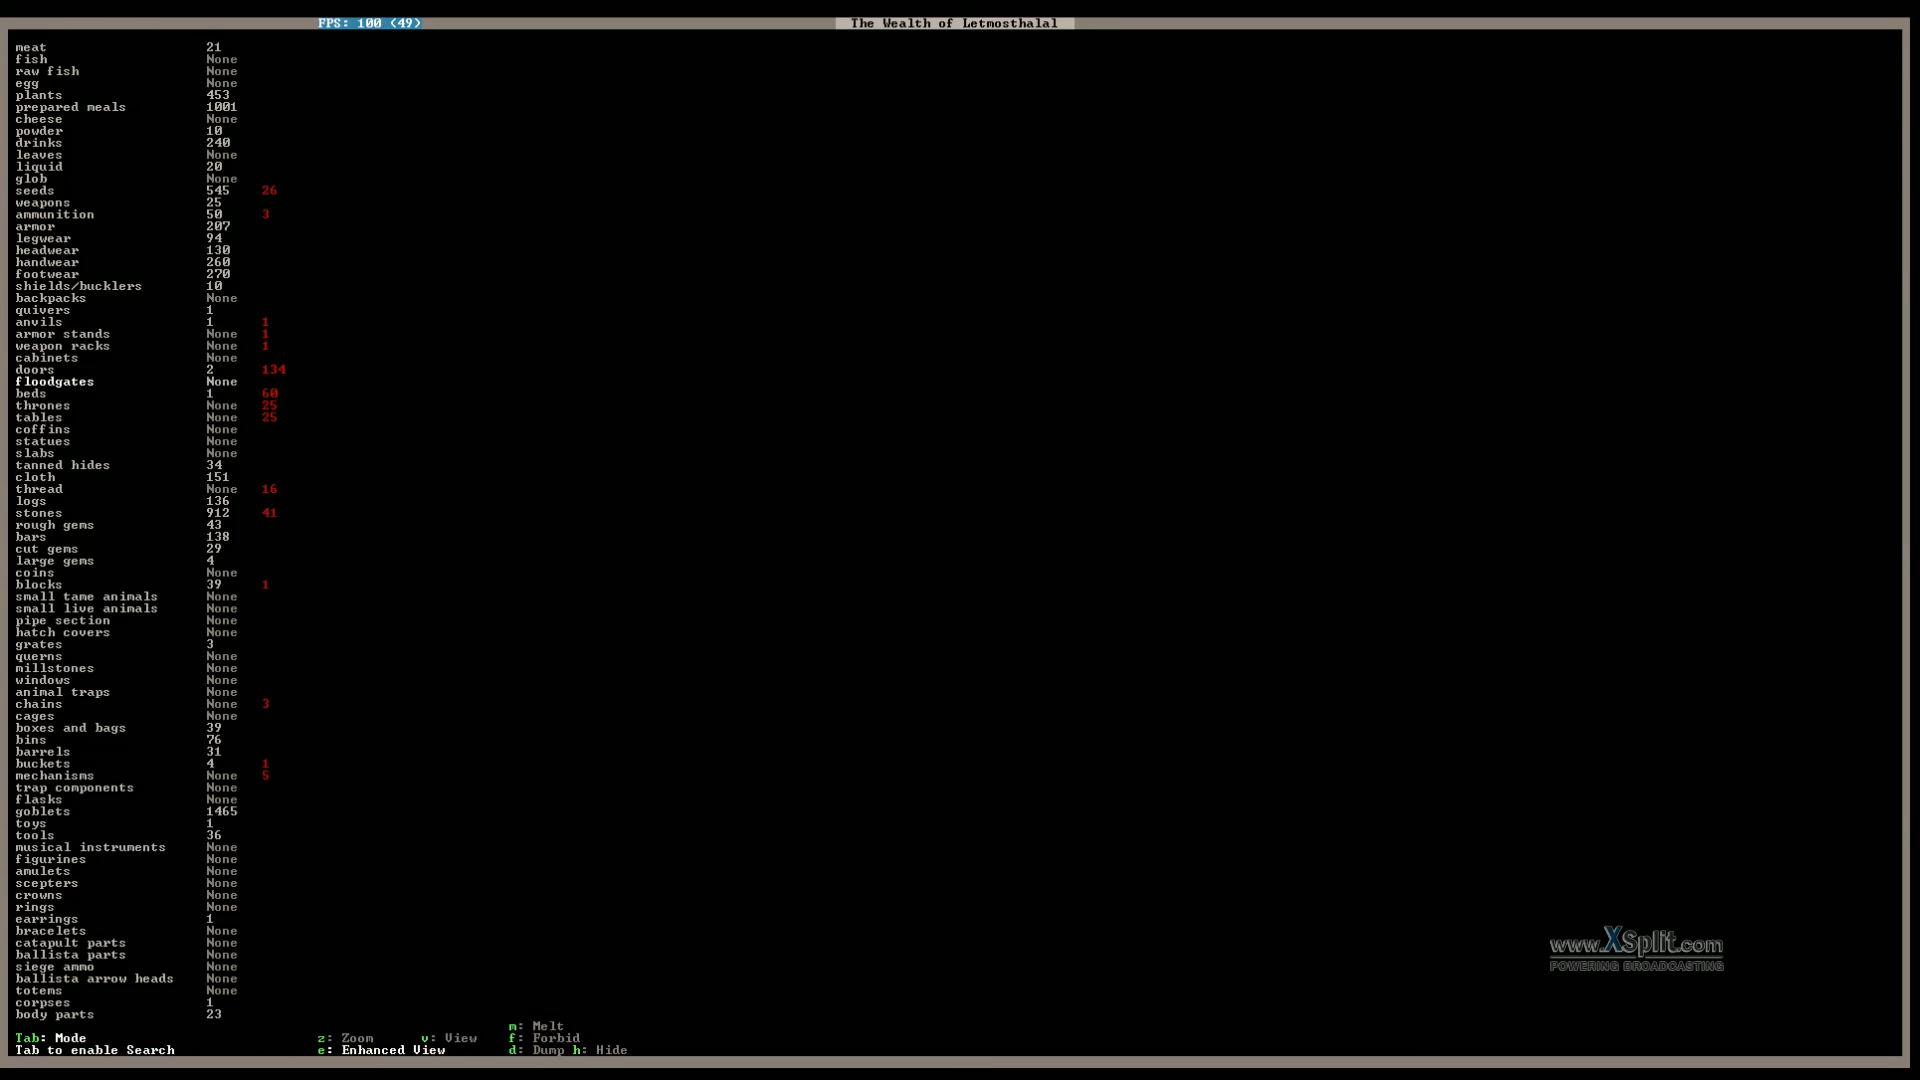 FPS: 100 (49) The Wealth of Letmosthalal
meat 21
fish None
raw fish None
egg None
plants 453
prepared meals 1001
cheese None
powder 10
drinks 240
leaves None
liquid 20
glob None
seeds 545 26
weapons 25
ammunition 50 3
armor 207
legwear 94
headwear 130
handwear 260
footwear 270
shields/bucklers 10
backpacks None
quivers 1
anvils 1 1
armor stands None 1
weapon racks None 1
cabinets None
doors 2 134
floodgates None
beds 1 60
thrones None 25
tables None 25
coffins None
statues None
slabs None
tanned hides 34
cloth 151
thread None 16
logs 136
stones 912 41
rough gems 43
bars 138
cut gems 29
large gems 4
coins None
blocks 39 1
small tame animals None
small live animals None
pipe section None
hatch covers None
grates 3
querns None
millstones None
windows None
animal traps None
chains None 3
cages None
boxes and bags 39
bins 76
barrels 31
buckets 4 1
mechanisms None 5
trap components None
flasks None
goblets 1465
toys 1
tools 36
musical instruments None
figurines None
amulets None
scepters None
crowns None
rings None
earrings 1
bracelets None
catapult parts None
ballista parts None
siege ammo None
ballista arrow heads None
totems None
corpses 1
body parts 23
m: Melt
Tab: Mode z: Zoom v: View f: Forbid
Tab to enable Search e: Enhanced View d: Dump h: Hide
www.XSplit.com
POWERING BROADCASTING